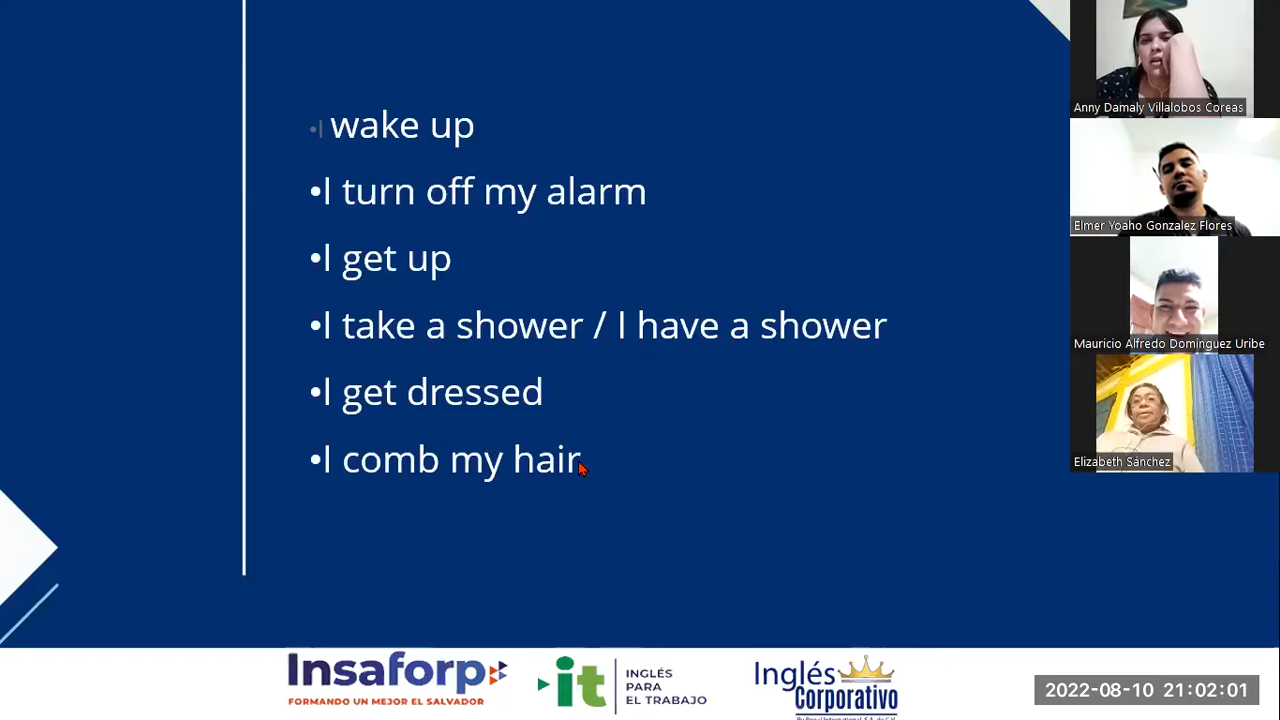 •I wake up
•I turn off my alarm
•I get up
•I take a shower / I have a shower
•I get dressed
•I comb my hair
Anny Damaly Villalobos Coreas
Elmer Yoaho Gonzalez Flores
Mauricio Alfredo Domínguez Uribe
Elizabeth Sánchez
Insaforp
FORMANDO UN MEJOR EL SALVADOR
it
INGLÉS
PARA
EL TRABAJO
Inglés
Corporativo
2022-08-10 21:02:01